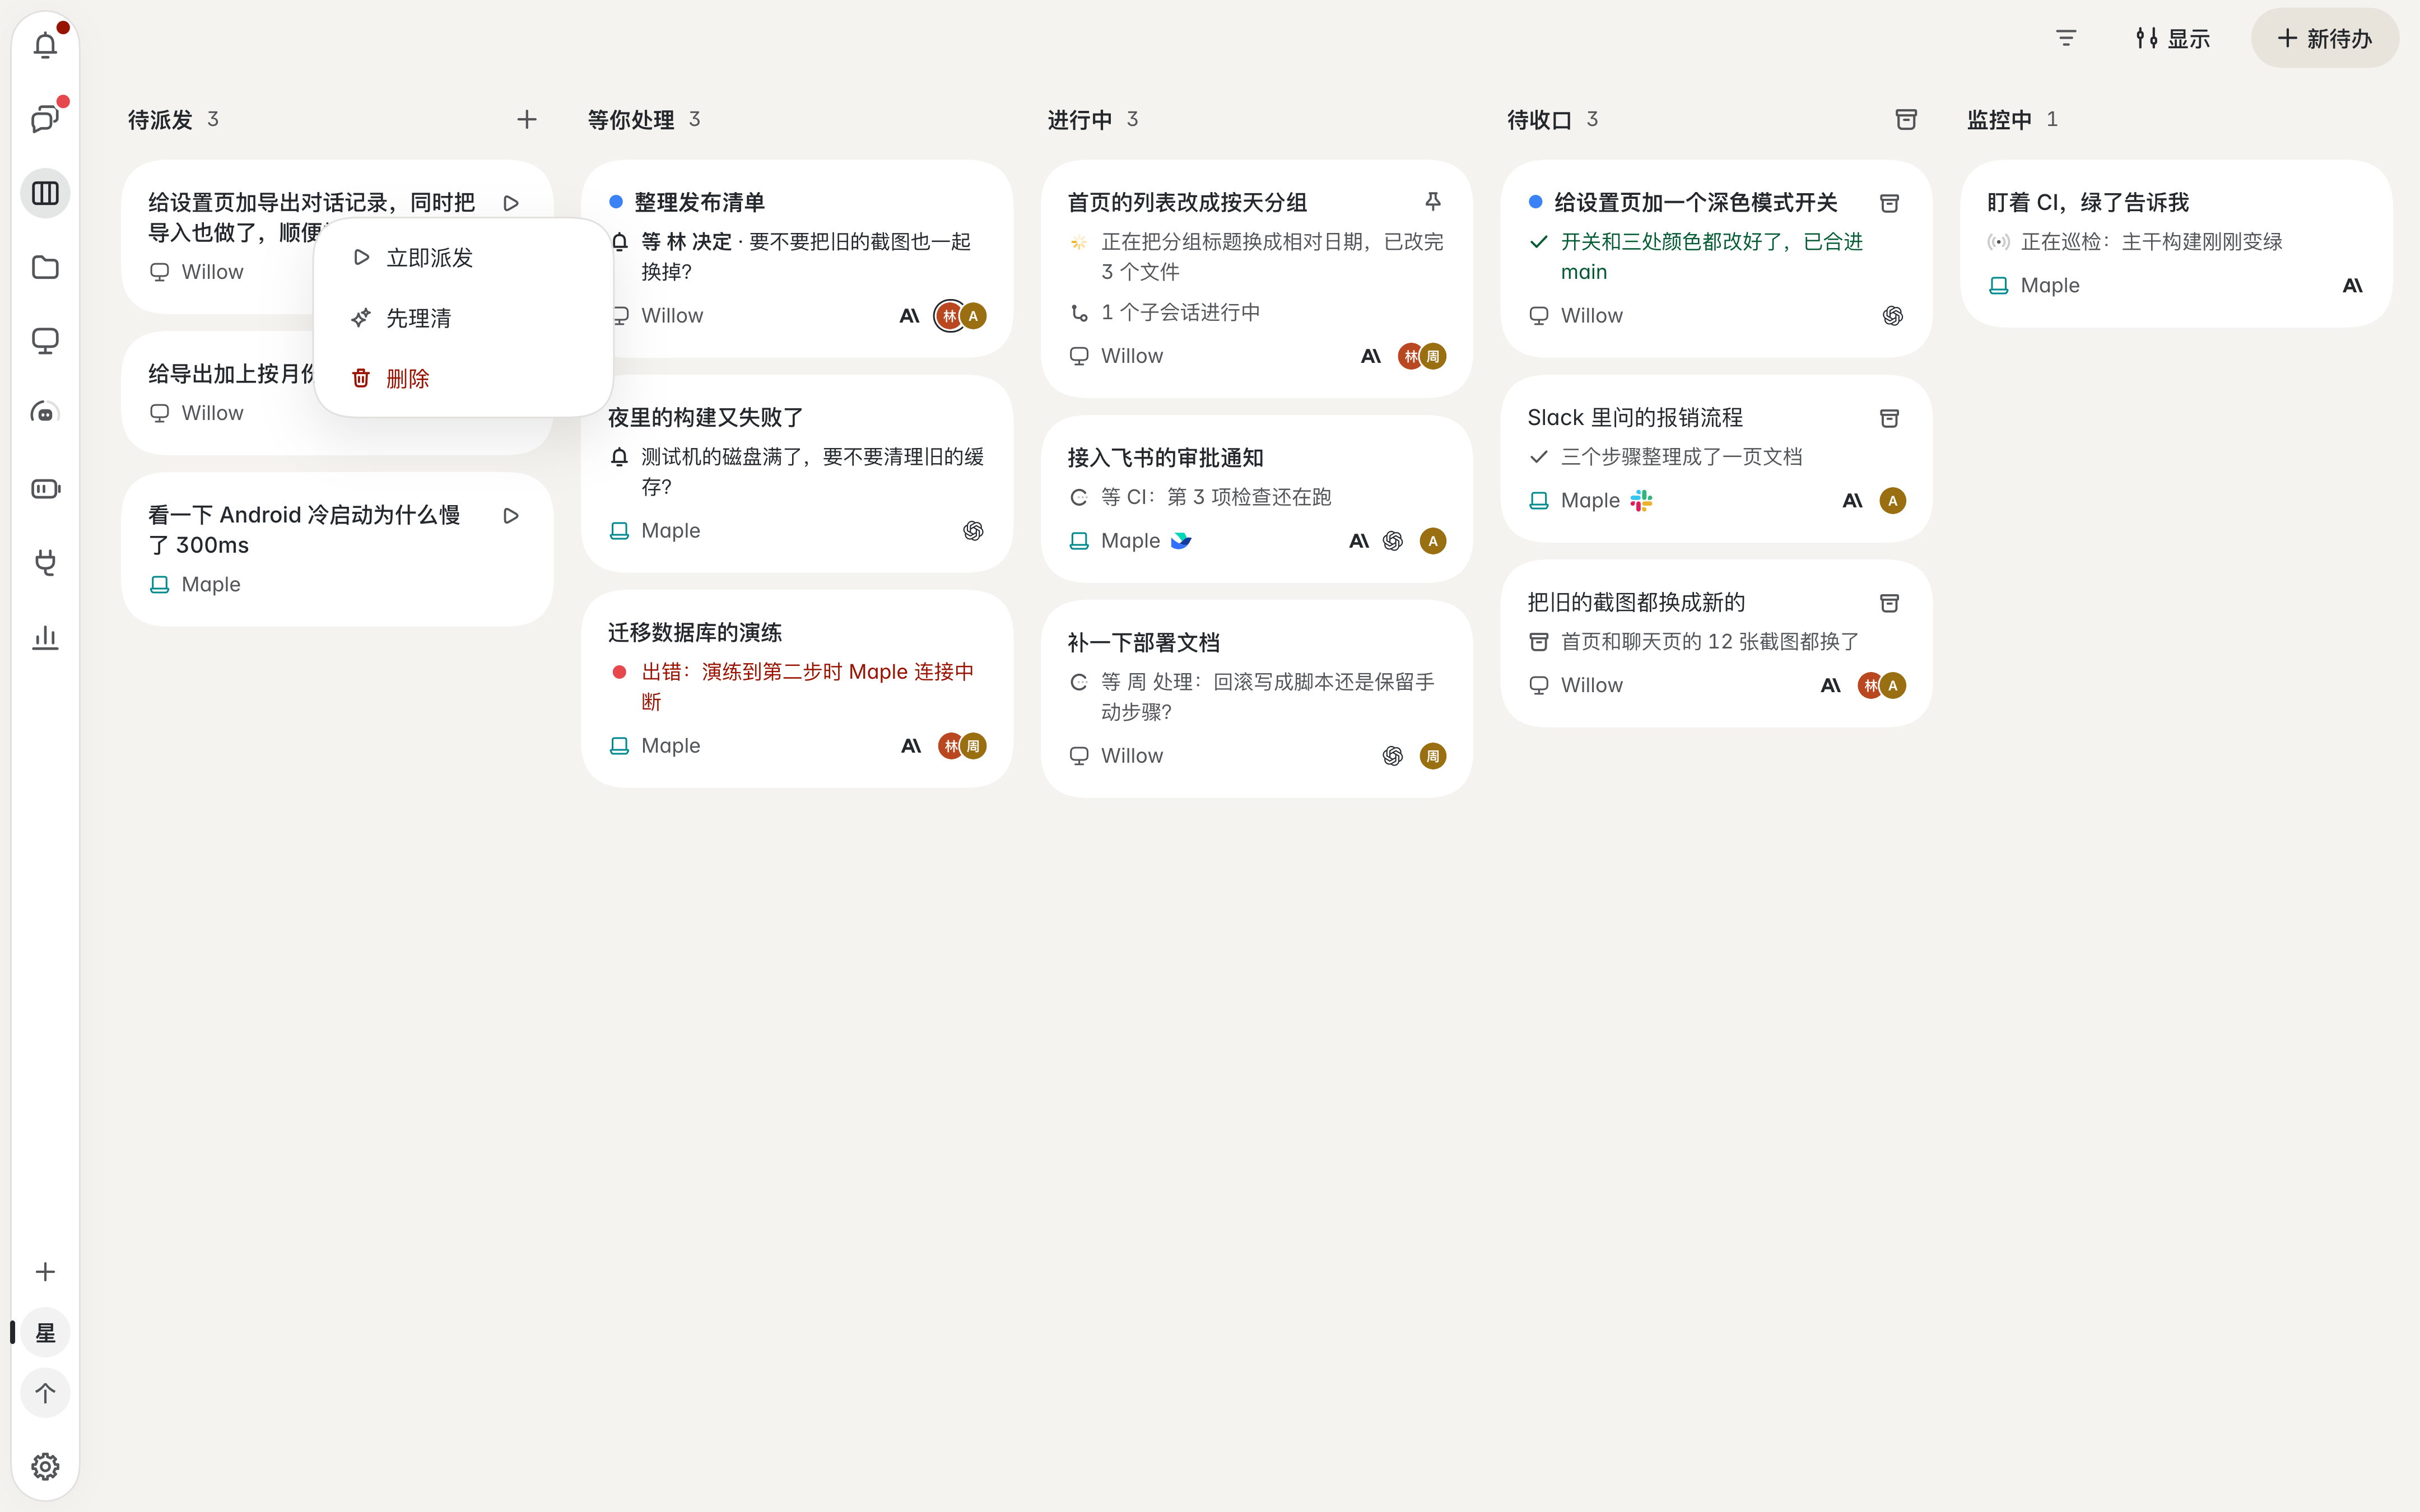 显示
新待办
待派发 3
给设置页加导出对话记录，同时把
导入也做了，顺便
Willow
立即派发
先理清
删除
给导出加上按月
Willow
看一下 Android 冷启动为什么慢
了 300ms
Maple
等你处理 3
整理发布清单
等 林 决定 · 要不要把旧的截图也一起
换掉？
Willow
林 A
夜里的构建又失败了
测试机的磁盘满了，要不要清理旧的缓
存？
Maple
迁移数据库的演练
出错：演练到第二步时 Maple 连接中
断
Maple
林 周
进行中 3
首页的列表改成按天分组
正在把分组标题换成相对日期，已改完
3 个文件
1 个子会话进行中
Willow
林 周
接入飞书的审批通知
等 CI：第 3 项检查还在跑
Maple
A
补一下部署文档
等 周 处理：回滚写成脚本还是保留手
动步骤？
Willow
周
待收口 3
给设置页加一个深色模式开关
开关和三处颜色都改好了，已合进
main
Willow
Slack 里问的报销流程
三个步骤整理成了一页文档
Maple
A
把旧的截图都换成新的
首页和聊天页的 12 张截图都换了
Willow
林 A
监控中 1
盯着 CI，绿了告诉我
正在巡检：主干构建刚刚变绿
Maple
星
个